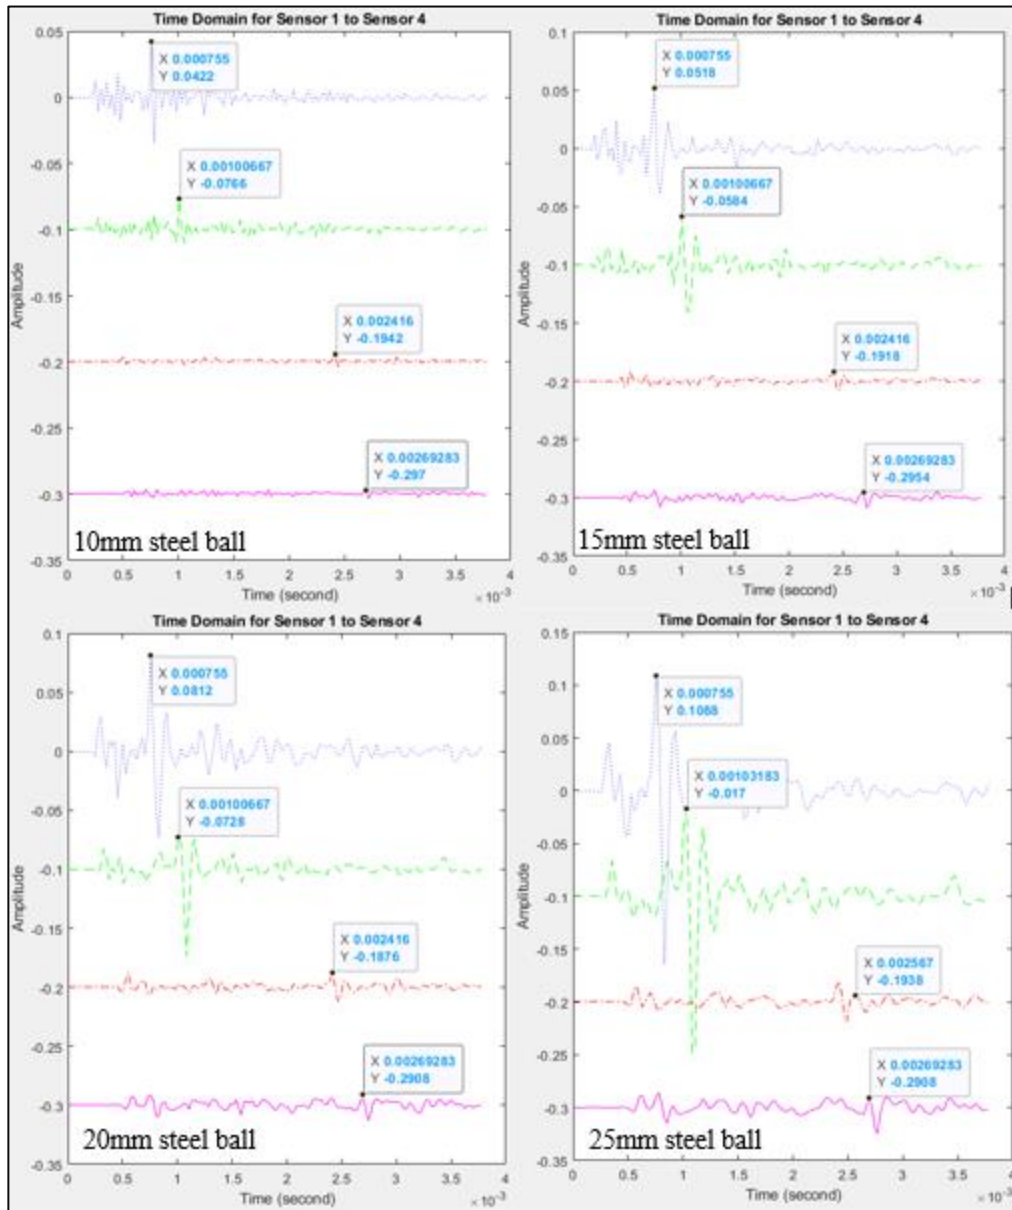 Time Domain for Sensor 1 to Sensor 4
0.05
0
-0.05
-0.1
-0.15
-0.2
-0.25
-0.3
-0.35
Amplitude
X 0.000755
Y 0.0422
X 0.00100667
Y -0.0766
X 0.002416
Y -0.1942
X 0.00269283
Y -0.297
10mm steel ball
0 0.5 1 1.5 2 2.5 3 3.5 4
Time (second)
×10⁻³
Time Domain for Sensor 1 to Sensor 4
0.1
0.05
0
-0.05
-0.1
-0.15
-0.2
-0.25
-0.3
-0.35
Amplitude
X 0.000755
Y 0.0518
X 0.00100667
Y -0.0584
X 0.002416
Y -0.1918
X 0.00269283
Y -0.2954
15mm steel ball
0 0.5 1 1.5 2 2.5 3 3.5 4
Time (second)
×10⁻³
Time Domain for Sensor 1 to Sensor 4
0.1
0.05
0
-0.05
-0.1
-0.15
-0.2
-0.25
-0.3
-0.35
Amplitude
X 0.000755
Y 0.0812
X 0.00100667
Y -0.0728
X 0.002416
Y -0.1876
X 0.00269283
Y -0.2908
20mm steel ball
0 0.5 1 1.5 2 2.5 3 3.5 4
Time (second)
×10⁻³
Time Domain for Sensor 1 to Sensor 4
0.15
0.1
0.05
0
-0.05
-0.1
-0.15
-0.2
-0.25
-0.3
-0.35
Amplitude
X 0.000755
Y 0.1088
X 0.00103183
Y -0.017
X 0.002567
Y -0.1938
X 0.00269283
Y -0.2908
25mm steel ball
0 0.5 1 1.5 2 2.5 3 3.5 4
Time (second)
×10⁻³